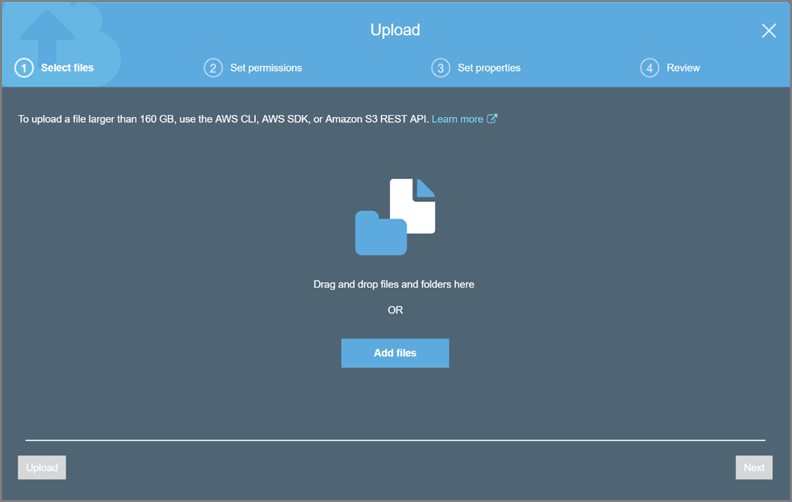 Upload
1 Select files
2 Set permissions
3 Set properties
4 Review
To upload a file larger than 160 GB, use the AWS CLI, AWS SDK, or Amazon S3 REST API. Learn more
Drag and drop files and folders here
OR
Add files
Upload
Next